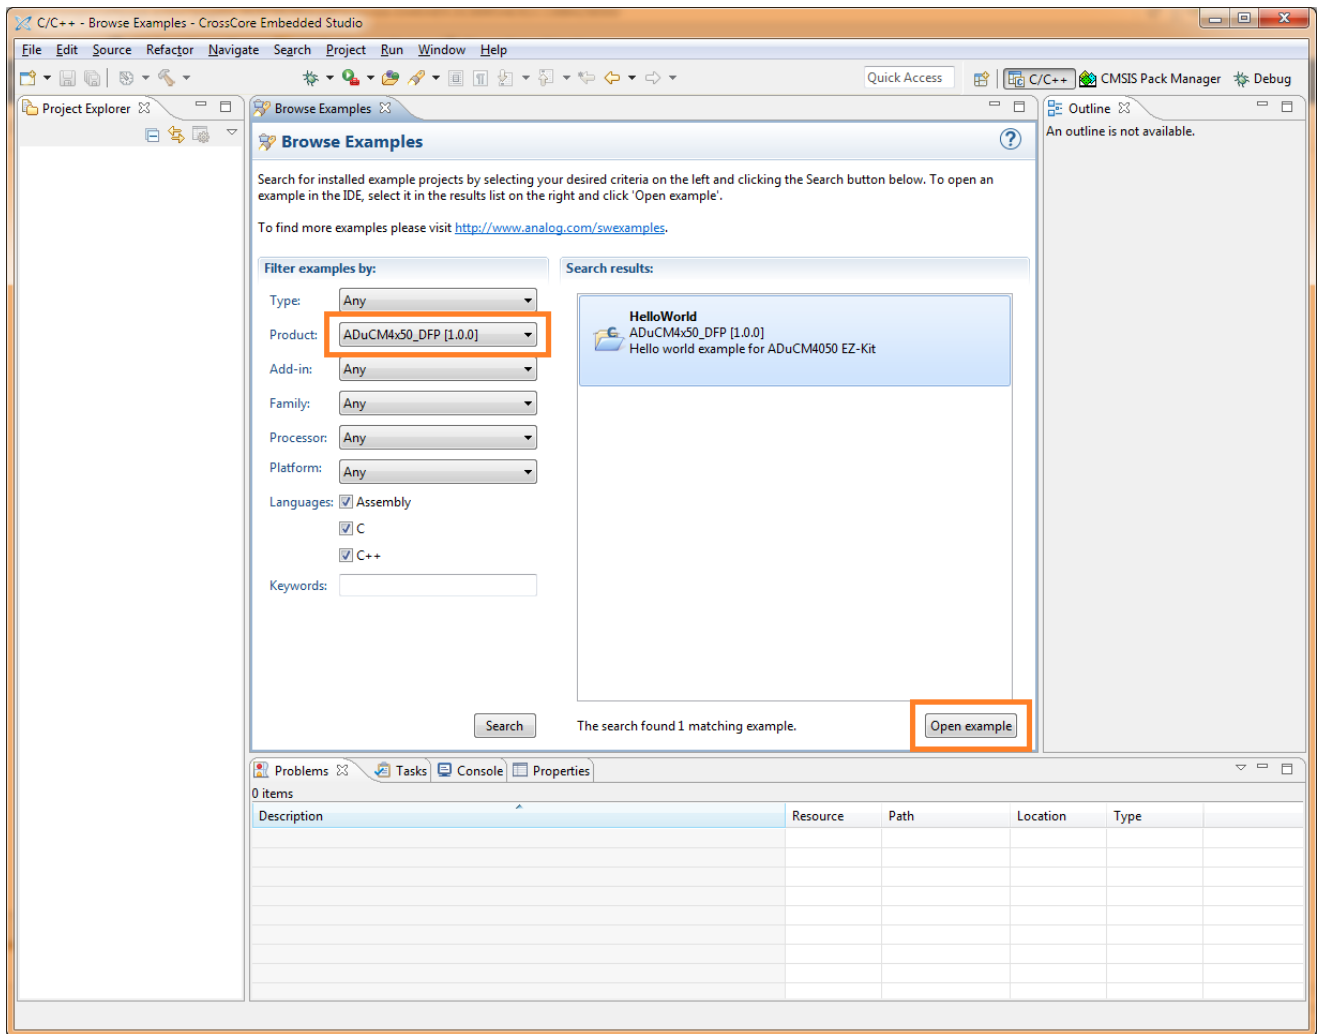 C/C++ - Browse Examples - CrossCore Embedded Studio
File Edit Source Refactor Navigate Search Project Run Window Help
Quick Access C/C++ CMSIS Pack Manager Debug
Project Explorer
Browse Examples
Outline
An outline is not available.
Browse Examples
Search for installed example projects by selecting your desired criteria on the left and clicking the Search button below. To open an
example in the IDE, select it in the results list on the right and click 'Open example'.
To find more examples please visit http://www.analog.com/swexamples.
Filter examples by:
Type: Any
Product: ADuCM4x50_DFP [1.0.0]
Add-in: Any
Family: Any
Processor: Any
Platform: Any
Languages: Assembly
C
C++
Keywords:
Search
Search results:
HelloWorld
ADuCM4x50_DFP [1.0.0]
Hello world example for ADuCM4050 EZ-Kit
The search found 1 matching example.
Open example
Problems Tasks Console Properties
0 items
Description Resource Path Location Type